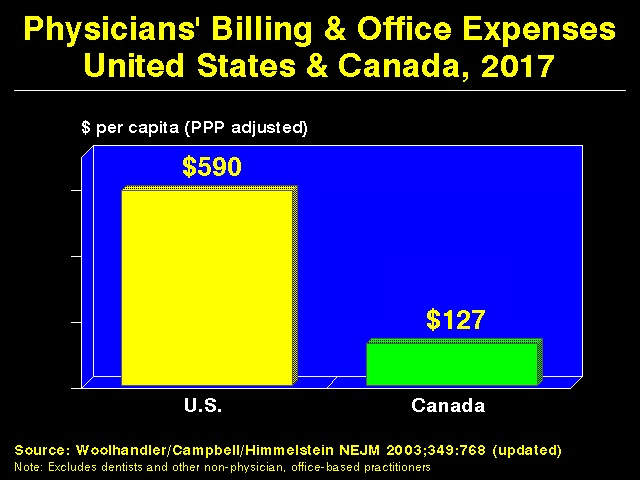 Physicians' Billing & Office Expenses
United States & Canada, 2017
$ per capita (PPP adjusted)
$590
$127
U.S.
Canada
Source: Woolhandler/Campbell/Himmelstein NEJM 2003;349:768 (updated)
Note: Excludes dentists and other non-physician, office-based practitioners